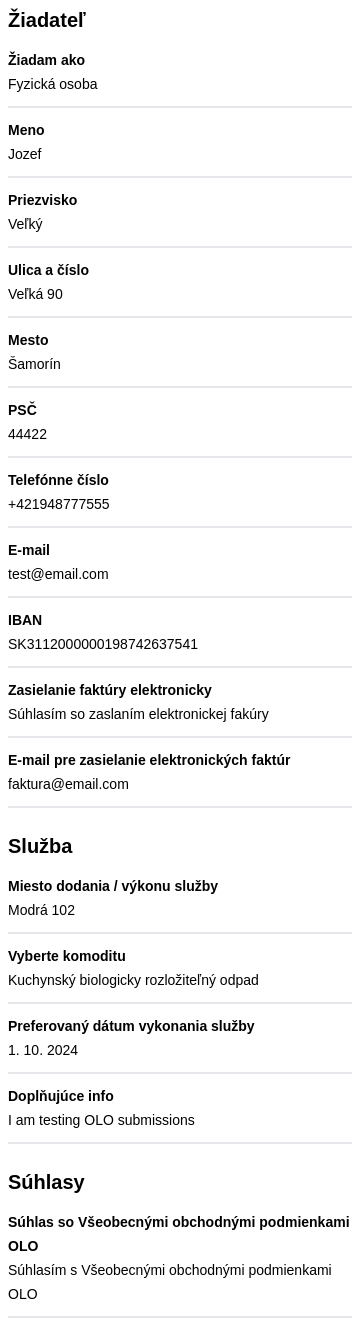 Žiadateľ
Žiadam ako
Fyzická osoba
Meno
Jozef
Priezvisko
Veľký
Ulica a číslo
Veľká 90
Mesto
Šamorín
PSČ
44422
Telefónne číslo
+421948777555
E-mail
test@email.com
IBAN
SK3112000000198742637541
Zasielanie faktúry elektronicky
Súhlasím so zaslaním elektronickej fakúry
E-mail pre zasielanie elektronických faktúr
faktura@email.com
Služba
Miesto dodania / výkonu služby
Modrá 102
Vyberte komoditu
Kuchynský biologicky rozložiteľný odpad
Preferovaný dátum vykonania služby
1. 10. 2024
Doplňujúce info
I am testing OLO submissions
Súhlasy
Súhlas so Všeobecnými obchodnými podmienkami
OLO
Súhlasím s Všeobecnými obchodnými podmienkami
OLO